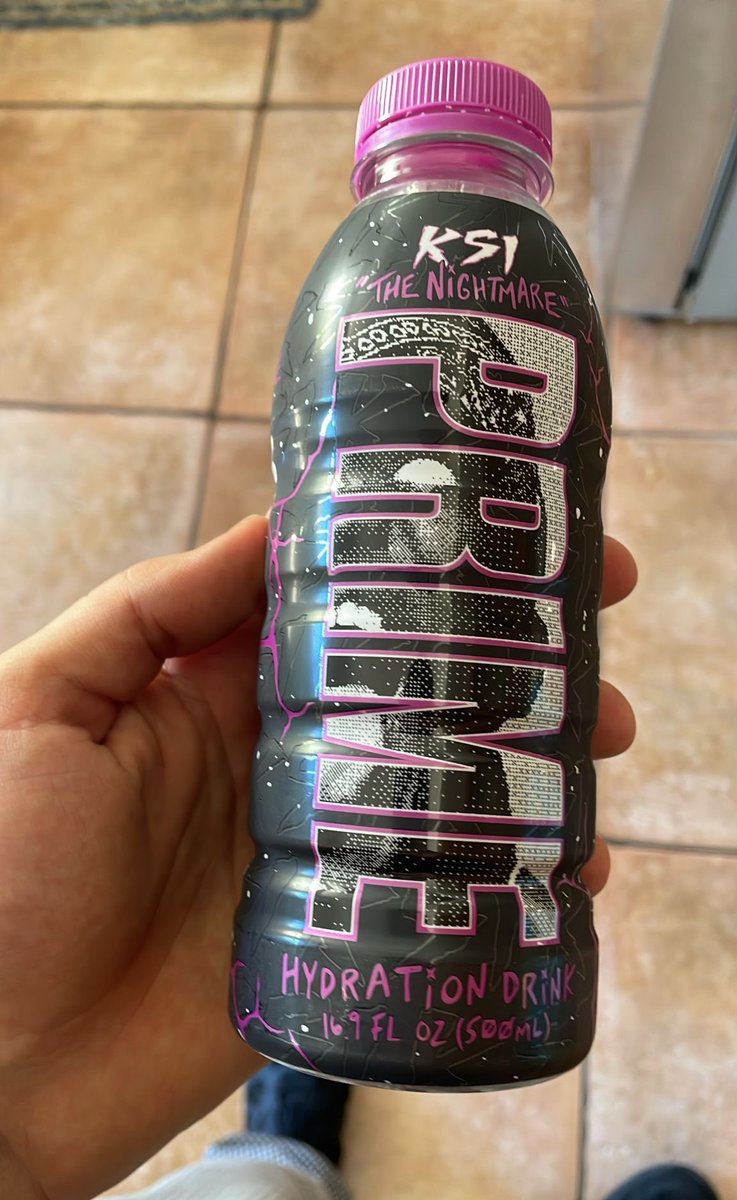 KSI
"THE NIGHTMARE"
PRIME
HYDRATION DRINK
16.9 FL OZ (500ML)